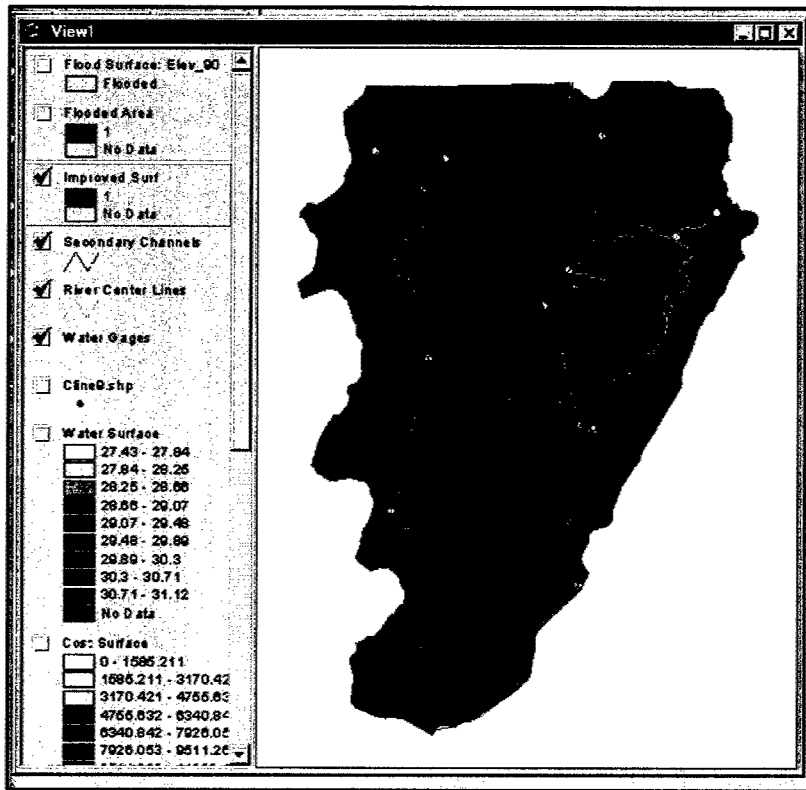 View1
Flood Surface: Elev_90
Flooded
Flooded Area
1
No Data
Improved Surf
1
No Data
Secondary Channels
River Center Lines
Water Gages
Cline9.shp
Water Surface
27.43 - 27.84
27.84 - 28.25
28.25 - 28.66
28.66 - 29.07
29.07 - 29.48
29.48 - 29.89
29.89 - 30.3
30.3 - 30.71
30.71 - 31.12
No Data
Cost Surface
0 - 1585.211
1585.211 - 3170.42
3170.421 - 4755.63
4755.632 - 6340.84
6340.842 - 7926.05
7926.053 - 9511.26